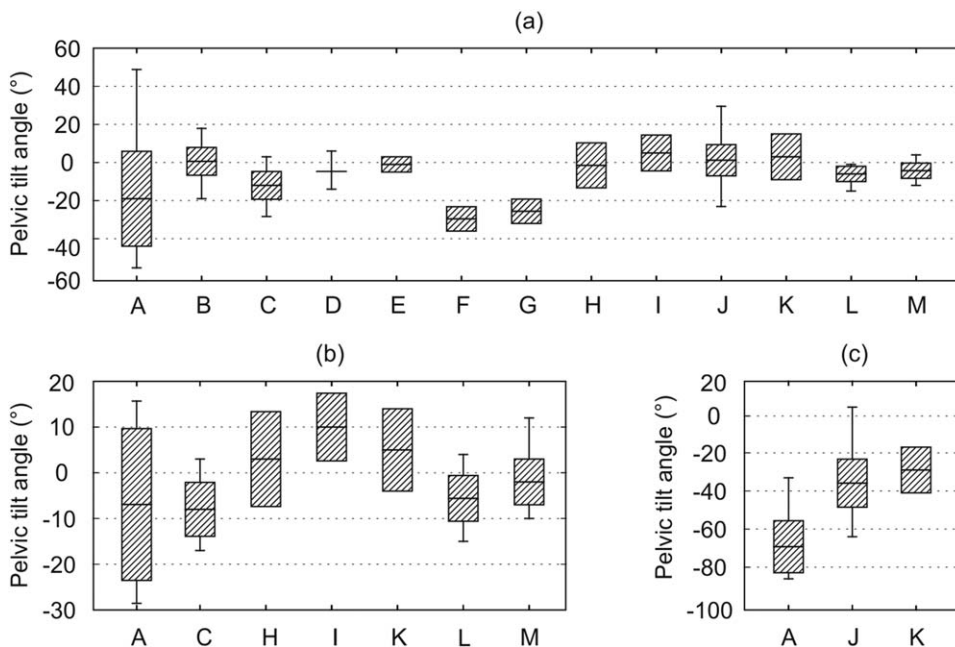 (a)
Pelvic tilt angle (°)
60
40
20
0
-20
-40
-60
A B C D E F G H I J K L M
(b)
Pelvic tilt angle (°)
20
10
0
-10
-20
-30
A C H I K L M
(c)
Pelvic tilt angle (°)
20
0
-20
-40
-60
-80
-100
A J K